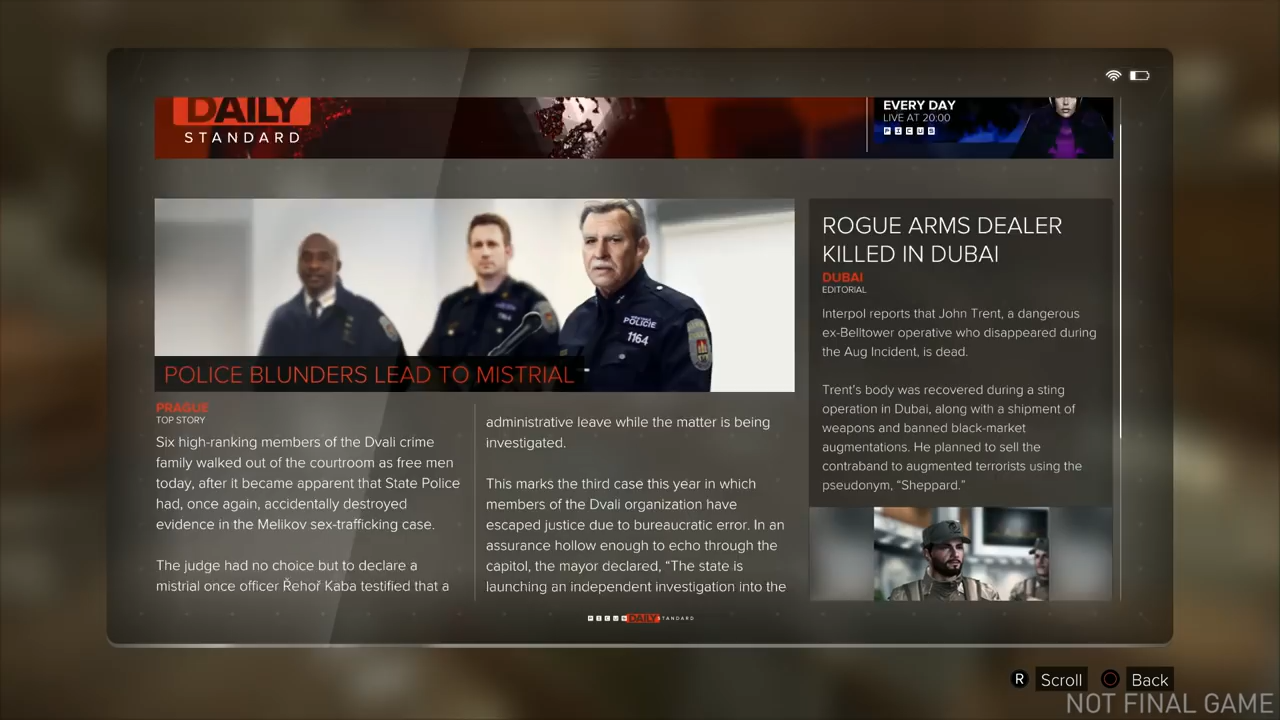 DAILY
STANDARD
EVERY DAY
LIVE AT 20:00
PICUS
POLICIE
1164
POLICE BLUNDERS LEAD TO MISTRIAL
PRAGUE
TOP STORY
Six high-ranking members of the Dvali crime
family walked out of the courtroom as free men
today, after it became apparent that State Police
had, once again, accidentally destroyed
evidence in the Melikov sex-trafficking case.
The judge had no choice but to declare a
mistrial once officer Řehoř Kaba testified that a
administrative leave while the matter is being
investigated.
This marks the third case this year in which
members of the Dvali organization have
escaped justice due to bureaucratic error. In an
assurance hollow enough to echo through the
capitol, the mayor declared, “The state is
launching an independent investigation into the
ROGUE ARMS DEALER
KILLED IN DUBAI
DUBAI
EDITORIAL
Interpol reports that John Trent, a dangerous
ex-Belltower operative who disappeared during
the Aug Incident, is dead.
Trent’s body was recovered during a sting
operation in Dubai, along with a shipment of
weapons and banned black-market
augmentations. He planned to sell the
contraband to augmented terrorists using the
pseudonym, “Sheppard.”
PICUS DAILY STANDARD
R Scroll Back
NOT FINAL GAME